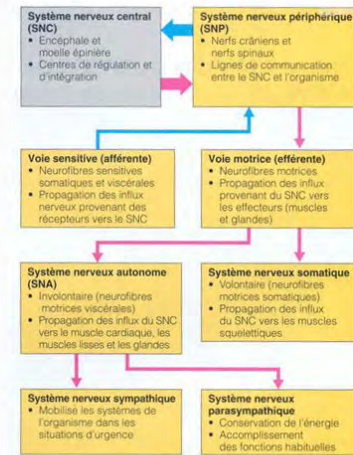 Système nerveux central
(SNC)
• Encéphale et
moelle épinière
• Centres de régulation et
d'intégration
Système nerveux périphérique
(SNP)
• Nerfs crâniens et
nerfs spinaux
• Lignes de communication
entre le SNC et l'organisme
Voie sensitive (afférente)
• Neurofibres sensitives
somatiques et viscérales
• Propagation des influx
nerveux provenant des
récepteurs vers le SNC
Voie motrice (efférente)
• Neurofibres motrices
• Propagation des influx
provenant du SNC vers
les effecteurs (muscles
et glandes)
Système nerveux autonome
(SNA)
• Involontaire (neurofibres
motrices viscérales)
• Propagation des influx du SNC
vers le muscle cardiaque, les
muscles lisses et les glandes
Système nerveux somatique
• Volontaire (neurofibres
motrices somatiques)
• Propagation des influx
du SNC vers les muscles
squelettiques
Système nerveux sympathique
• Mobilise les systèmes de
l'organisme dans les
situations d'urgence
Système nerveux
parasympathique
• Conservation de l'énergie
• Accomplissement
des fonctions habituelles